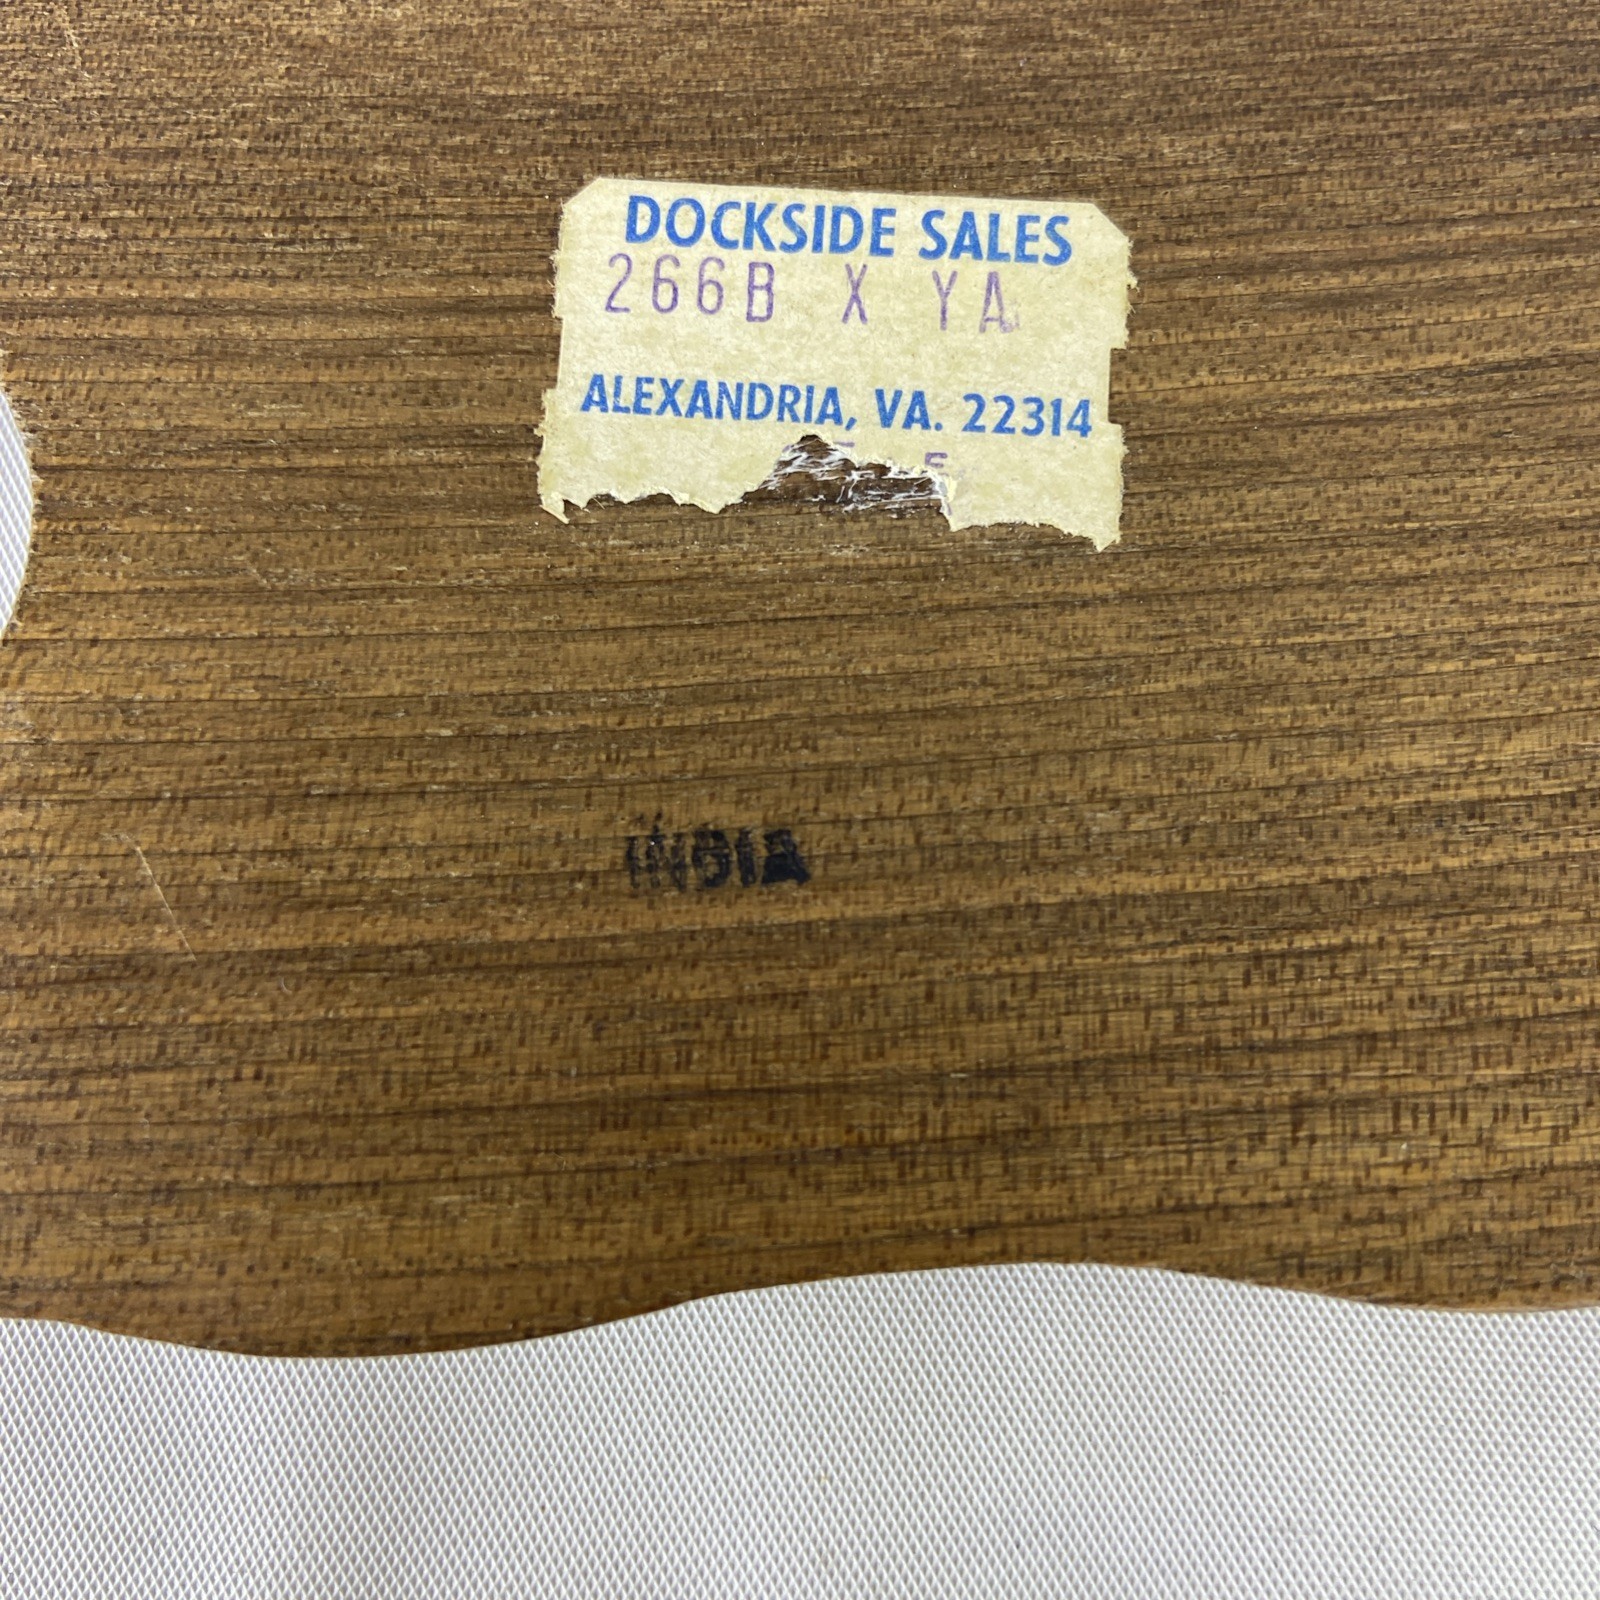 DOCKSIDE SALES
266B X YA
ALEXANDRIA, VA. 22314
INDIA